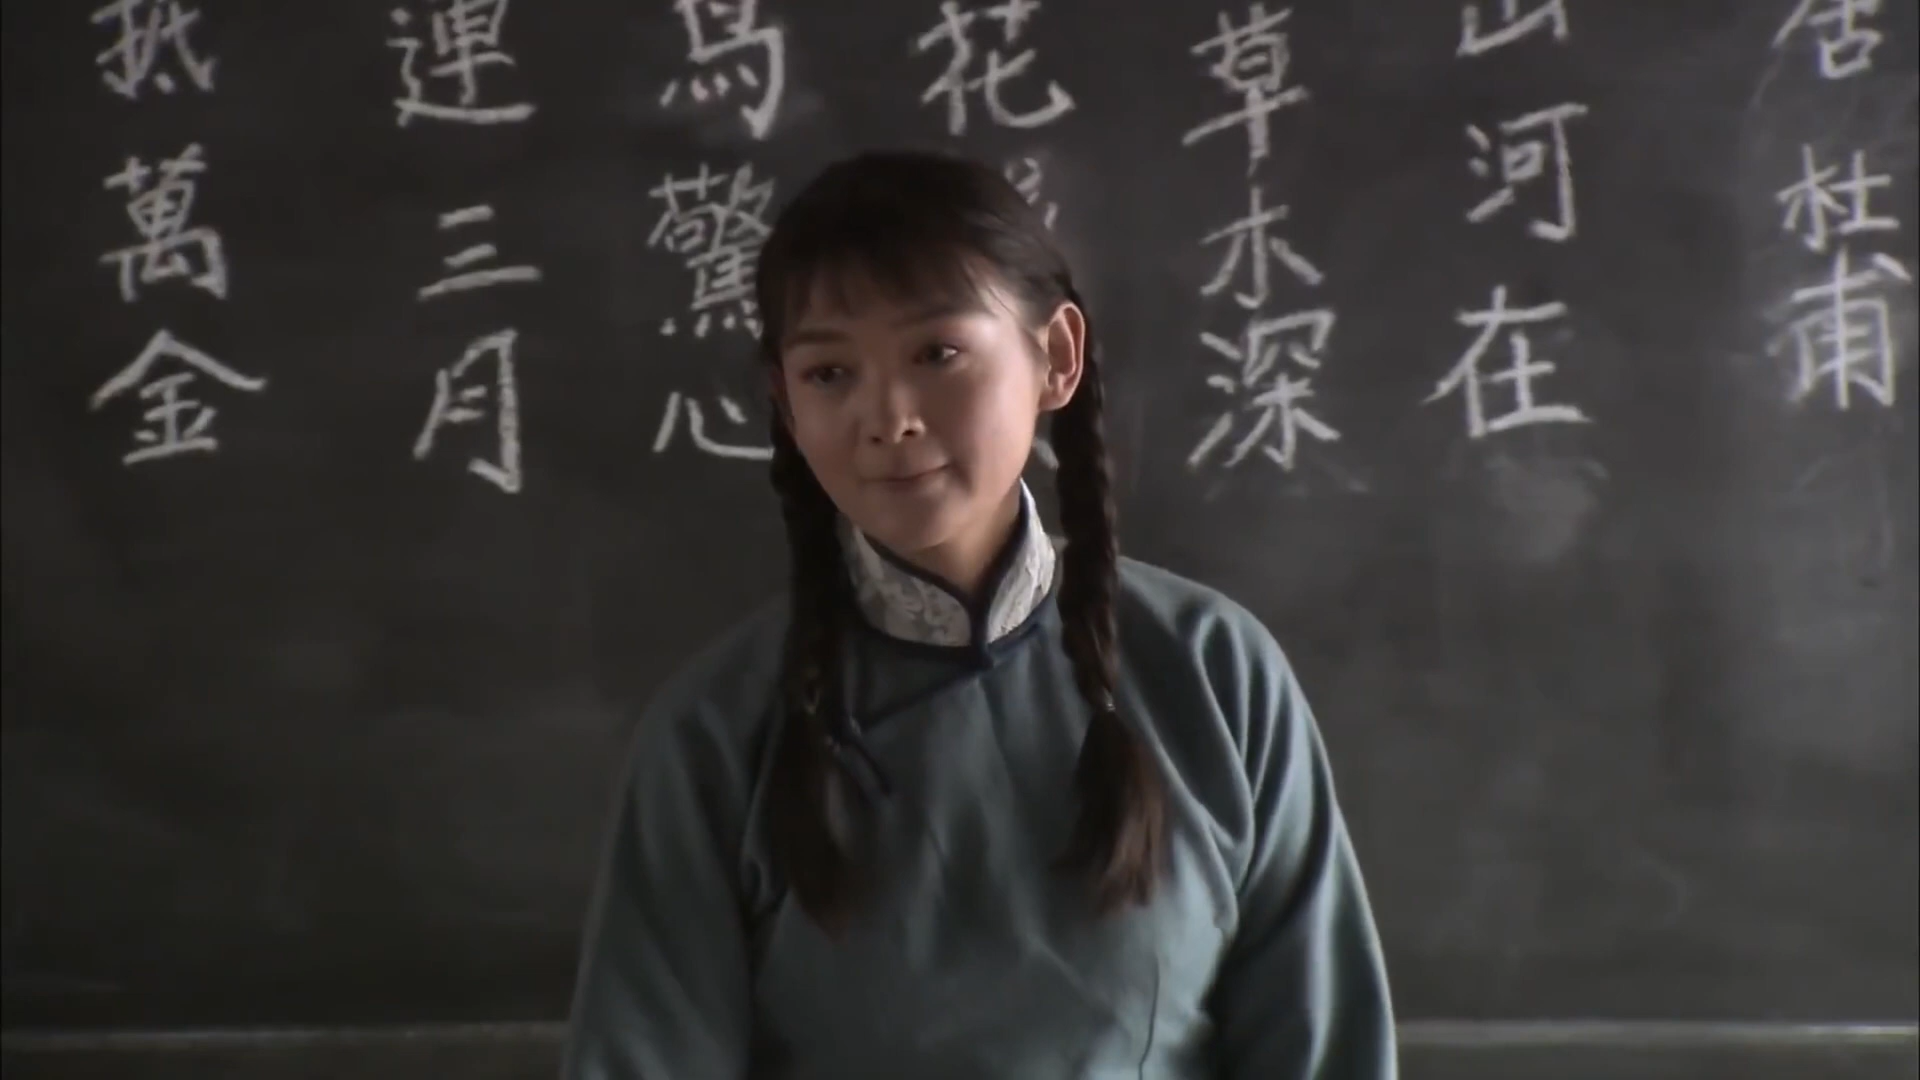 唐 杜甫
山河在
草木深
花
鳥驚心
連三月
抵萬金